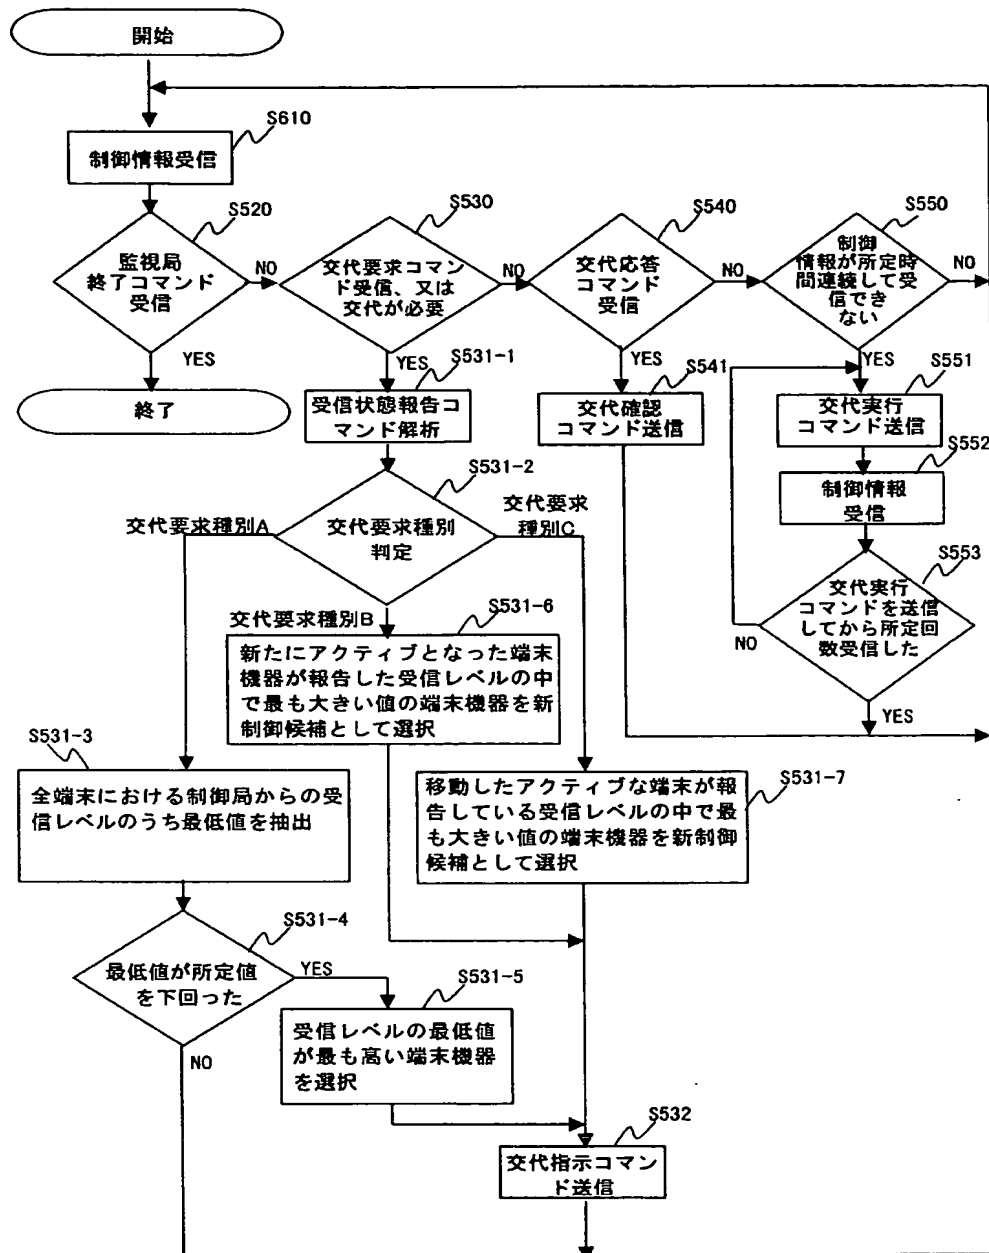 開始
S610
制御情報受信
S520
監視局
終了コマンド
受信
NO
YES
終了
S530
交代要求コマン
ド受信、又は
交代が必要
NO
YES
S540
交代応答
コマンド
受信
NO
YES
S550
制御
情報が所定時
間連続して受
信でき
ない
NO
YES
S531-1
受信状態報告コ
マンド解析
S541
交代確認
コマンド送信
S551
交代実行
コマンド送信
S552
制御情報
受信
S553
交代実行
コマンドを送信
してから所定回
数受信した
NO
YES
S531-2
交代要求種別
判定
交代要求種別A
交代要求
種別C
交代要求種別B
S531-6
新たにアクティブとなった端末
機器が報告した受信レベルの中
で最も大きい値の端末機器を新
制御候補として選択
S531-3
全端末における制御局からの受
信レベルのうち最低値を抽出
S531-7
移動したアクティブな端末が報
告している受信レベルの中で最
も大きい値の端末機器を新制御
候補として選択
S531-4
最低値が所定値
を下回った
YES
NO
S531-5
受信レベルの最低値
が最も高い端末機器
を選択
S532
交代指示コマン
ド送信